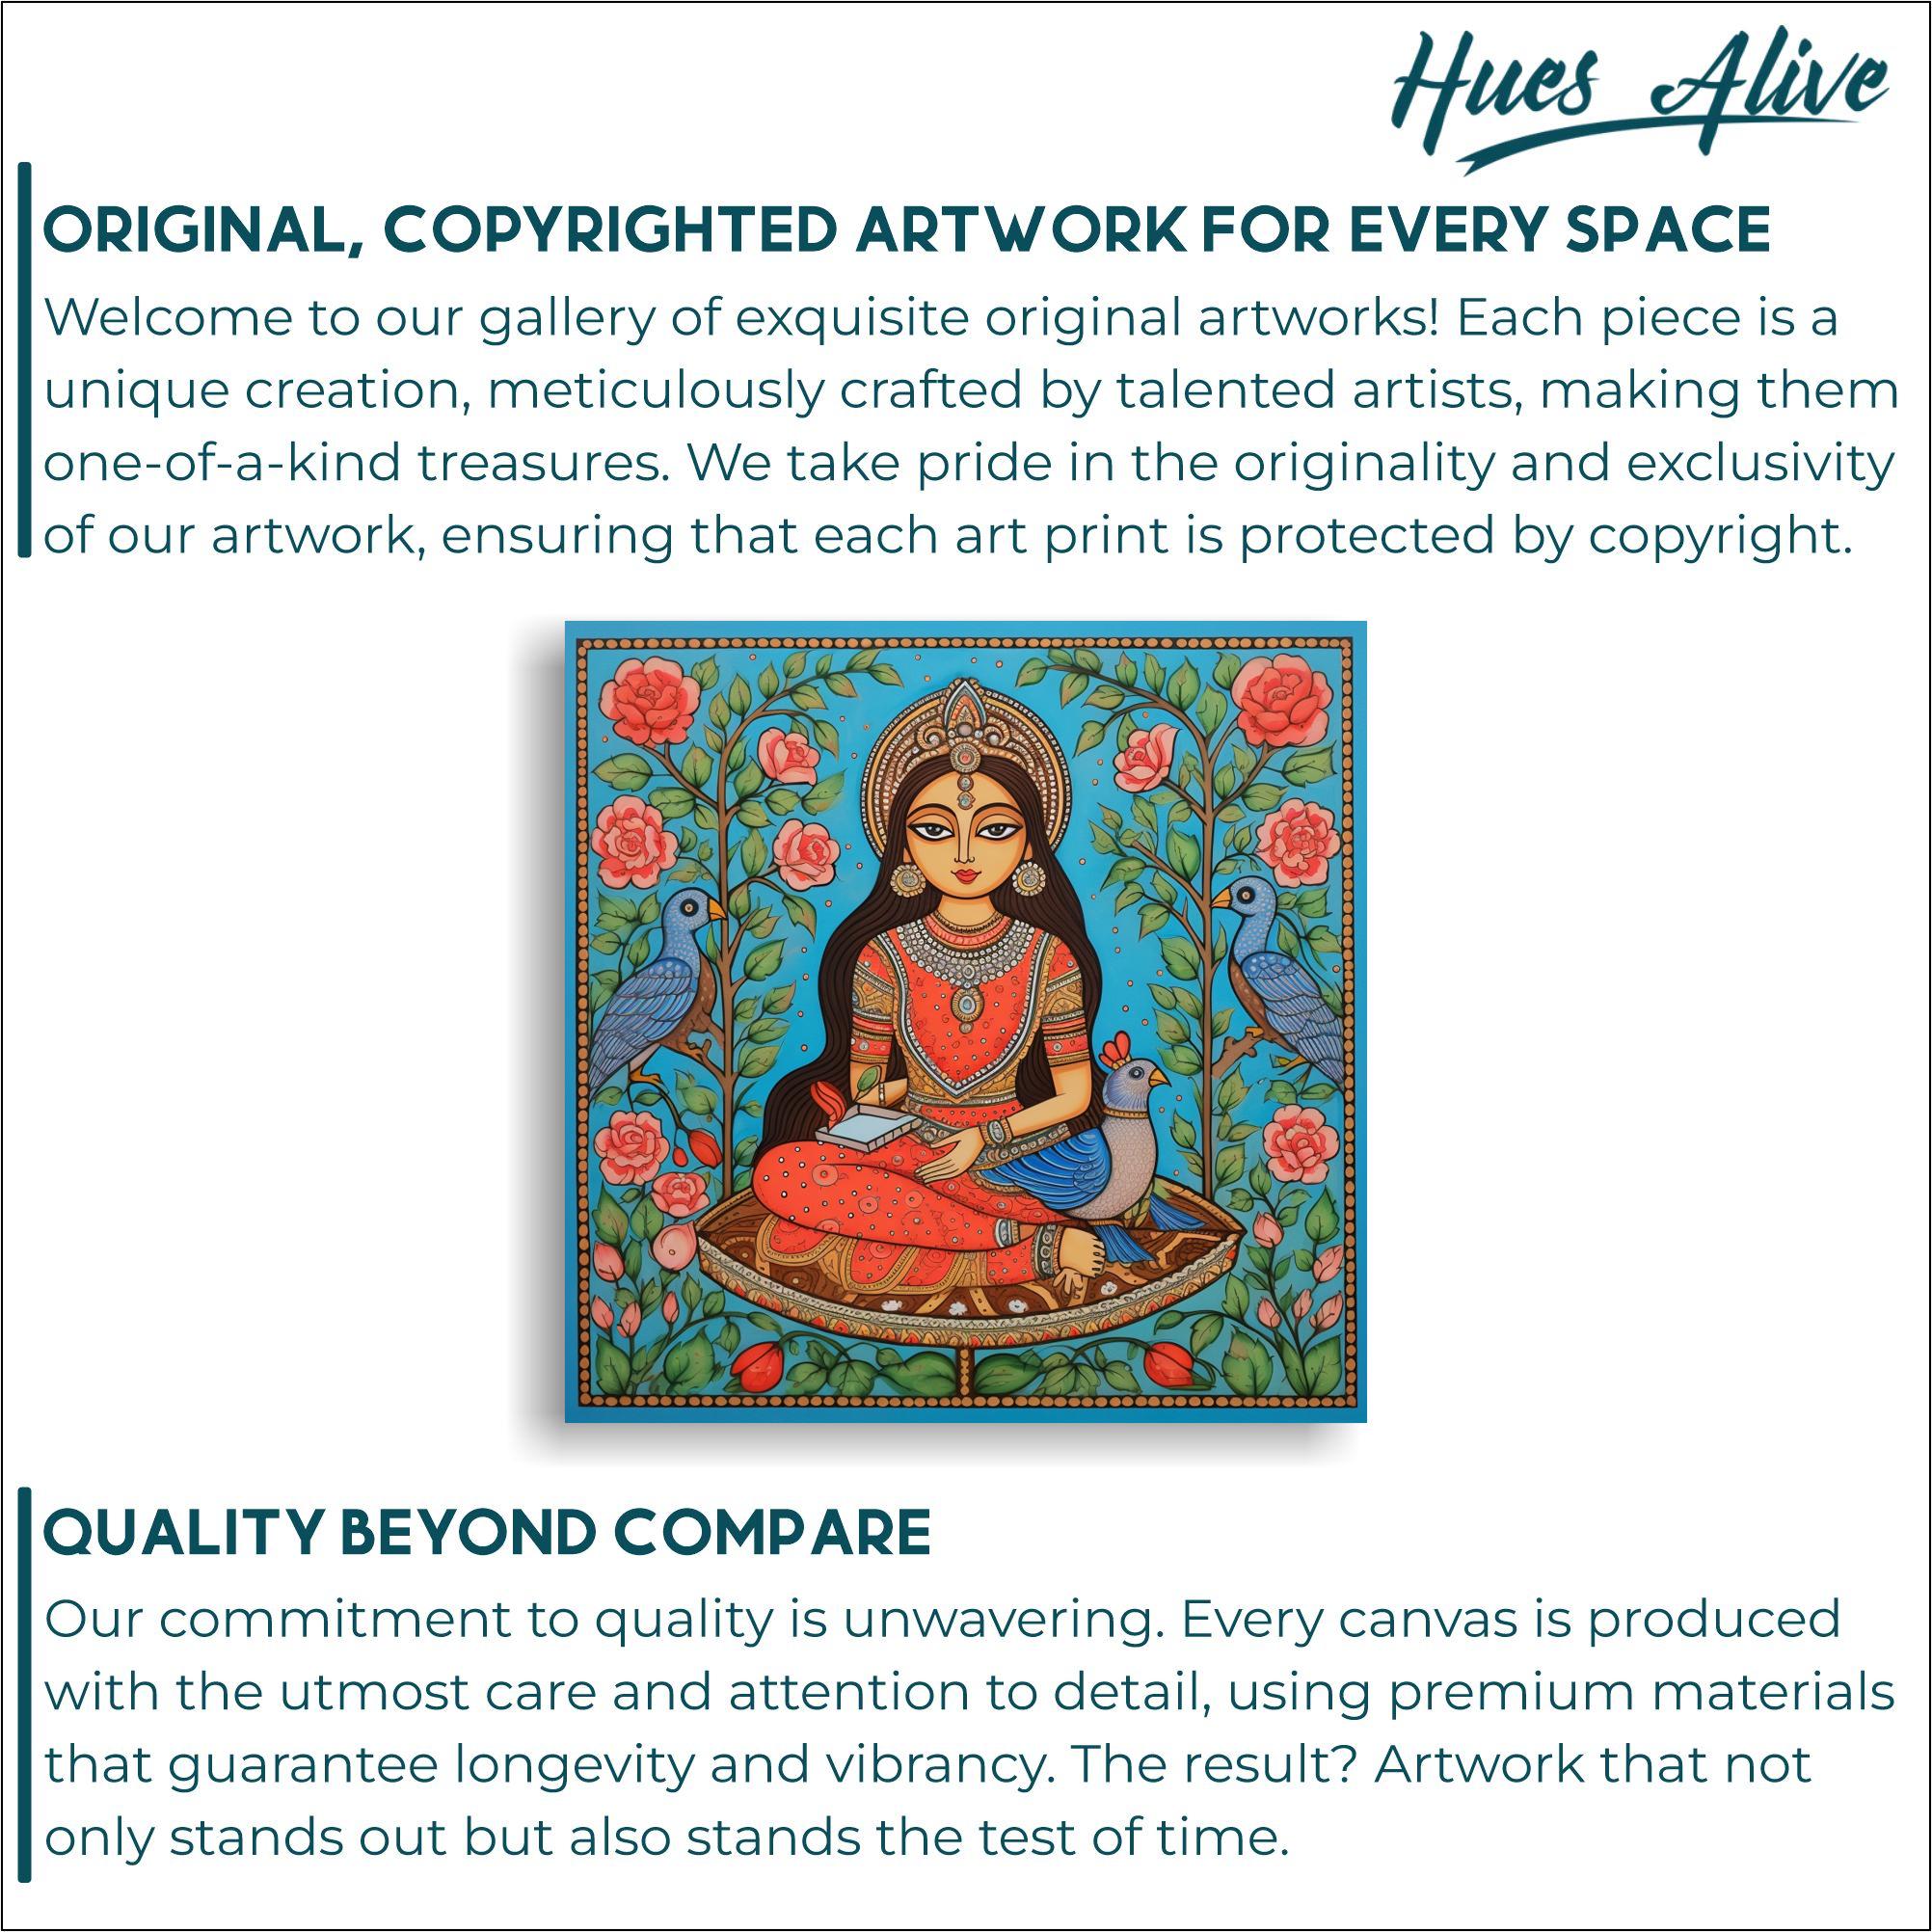 Hues Alive
ORIGINAL, COPYRIGHTED ARTWORK FOR EVERY SPACE
Welcome to our gallery of exquisite original artworks! Each piece is a
unique creation, meticulously crafted by talented artists, making them
one-of-a-kind treasures. We take pride in the originality and exclusivity
of our artwork, ensuring that each art print is protected by copyright.
QUALITY BEYOND COMPARE
Our commitment to quality is unwavering. Every canvas is produced
with the utmost care and attention to detail, using premium materials
that guarantee longevity and vibrancy. The result? Artwork that not
only stands out but also stands the test of time.